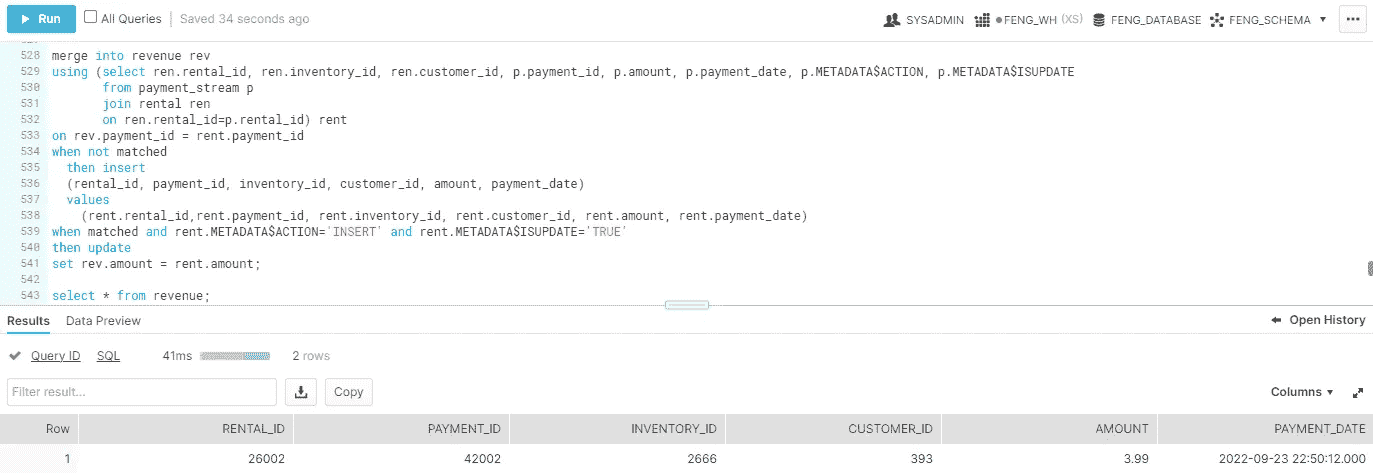 Run All Queries | Saved 34 seconds ago SYSADMIN FENG_WH (XS) FENG_DATABASE FENG_SCHEMA
528 merge into revenue rev
529 using (select ren.rental_id, ren.inventory_id, ren.customer_id, p.payment_id, p.amount, p.payment_date, p.METADATA$ACTION, p.METADATA$ISUPDATE
530 from payment_stream p
531 join rental ren
532 on ren.rental_id=p.rental_id) rent
533 on rev.payment_id = rent.payment_id
534 when not matched
535 then insert
536 (rental_id, payment_id, inventory_id, customer_id, amount, payment_date)
537 values
538 (rent.rental_id,rent.payment_id, rent.inventory_id, rent.customer_id, rent.amount, rent.payment_date)
539 when matched and rent.METADATA$ACTION='INSERT' and rent.METADATA$ISUPDATE='TRUE'
540 then update
541 set rev.amount = rent.amount;
542
543 select * from revenue;
Results Data Preview Open History
Query ID SQL 41ms 2 rows
Filter result... Copy Columns
Row RENTAL_ID PAYMENT_ID INVENTORY_ID CUSTOMER_ID AMOUNT PAYMENT_DATE
1 26002 42002 2666 393 3.99 2022-09-23 22:50:12.000